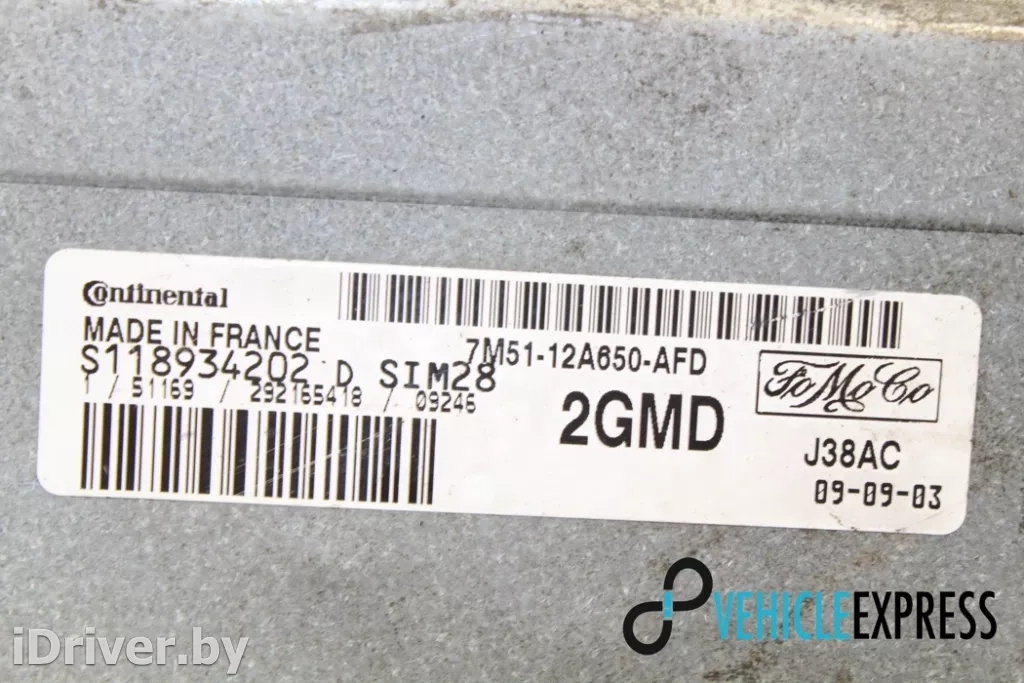 Continental
MADE IN FRANCE
7M51-12A650-AFD
S118934202 D SIM28
1 / 51169 / 292165418 / 09246
2GMD
FoMoCo
J38AC
09-09-03
VEHICLEEXPRESS
iDriver.by